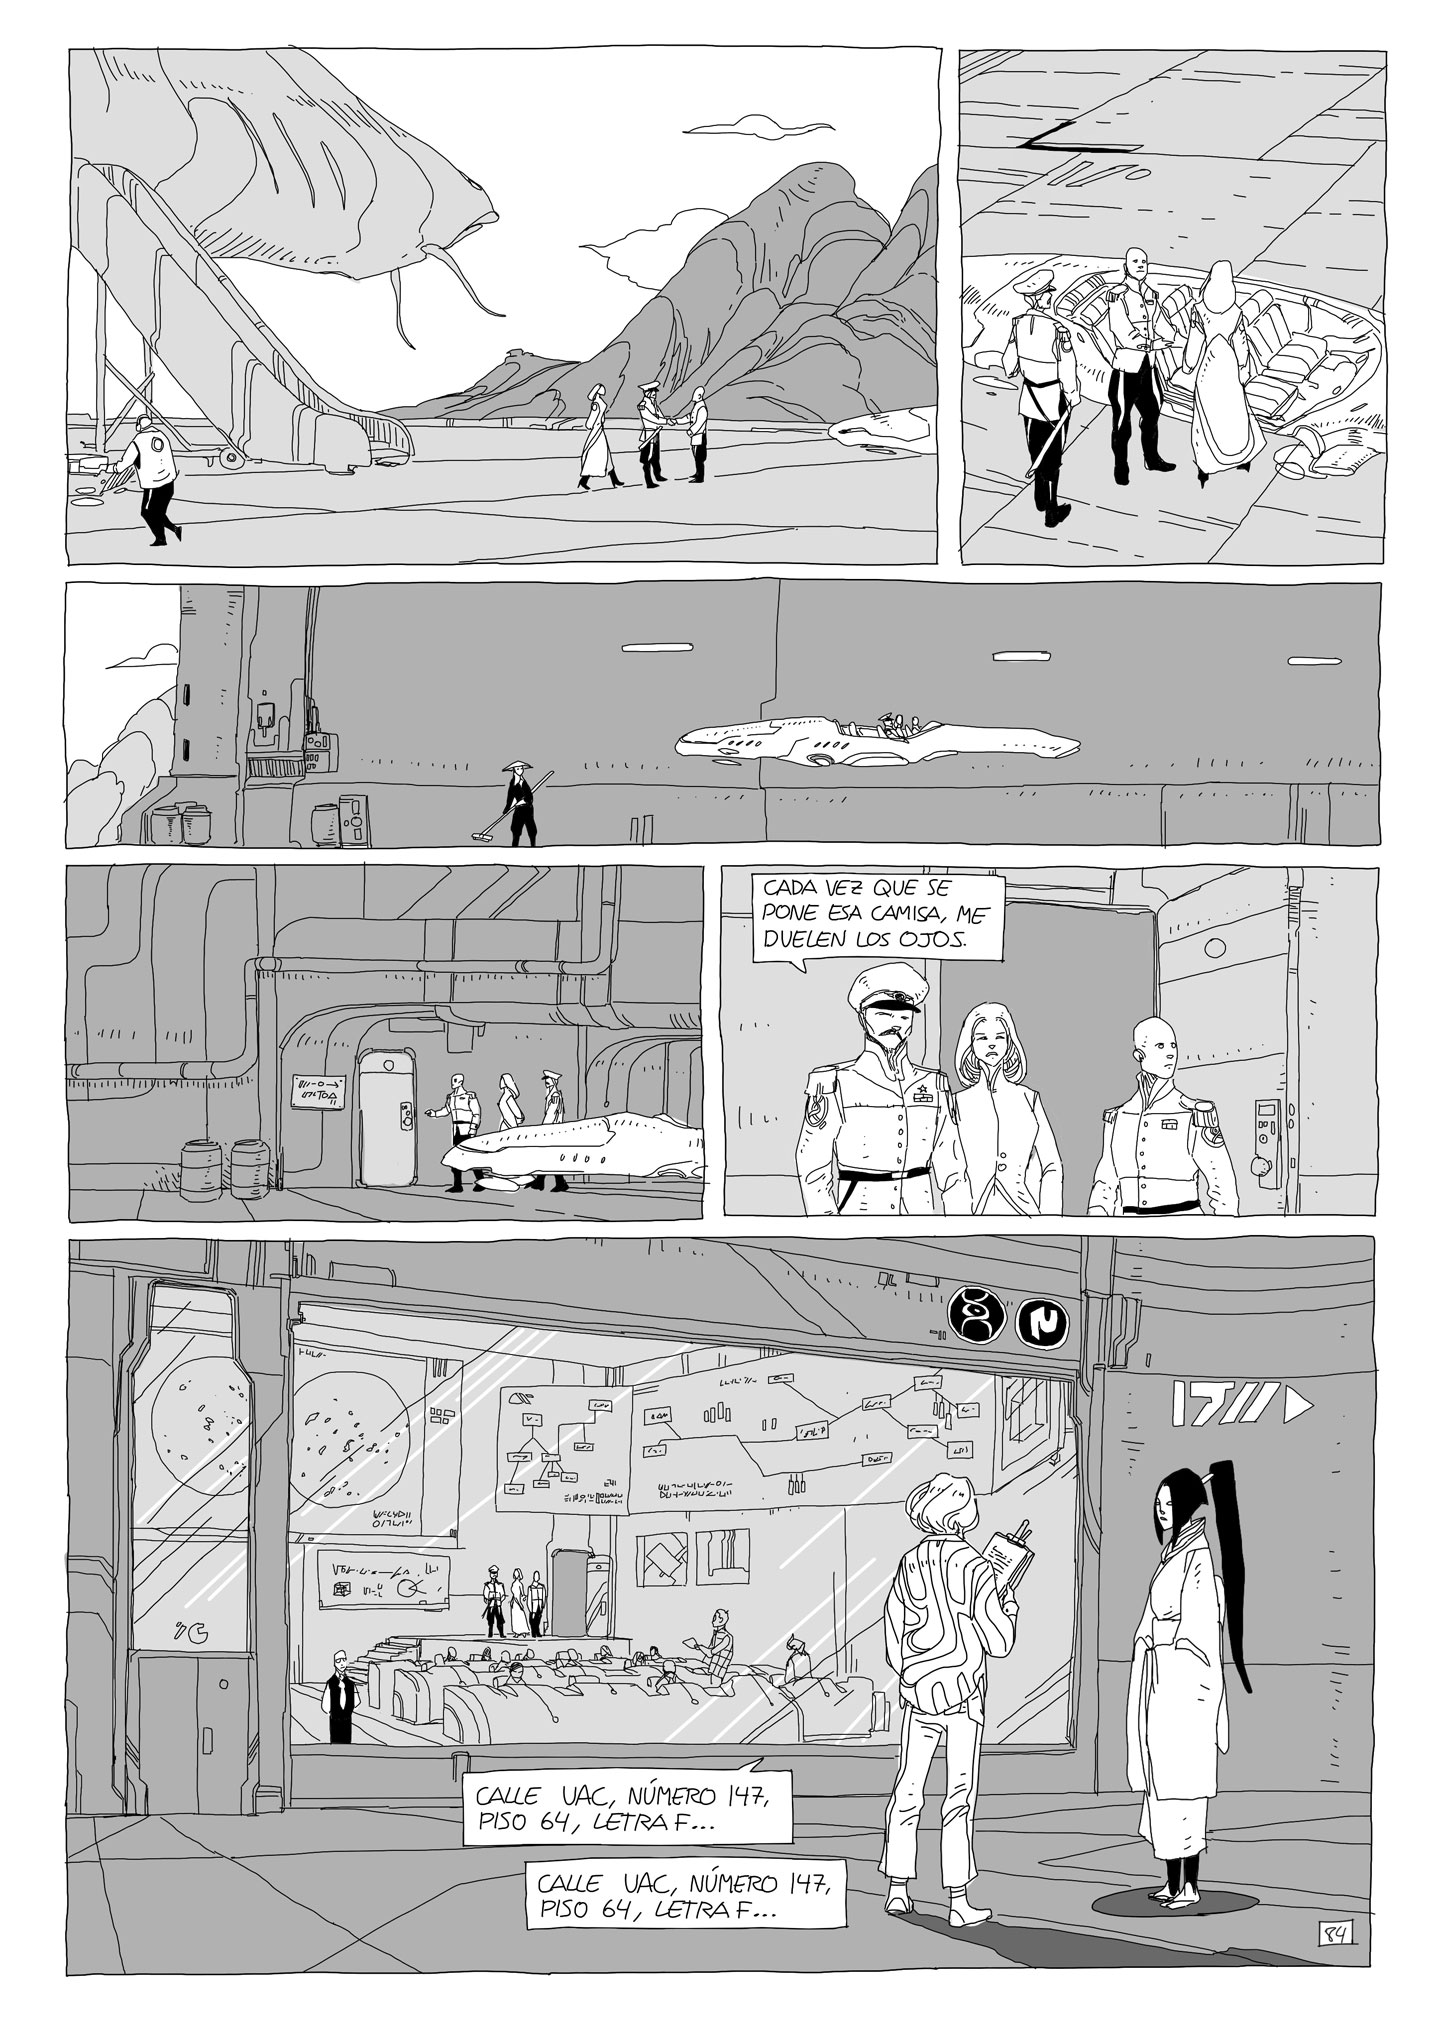 CADA VEZ QUE SE
PONE ESA CAMISA, ME
DUELEN LOS OJOS.
CALLE UAC, NÚMERO 147,
PISO 64, LETRA F...
CALLE UAC, NÚMERO 147,
PISO 64, LETRA F...
84